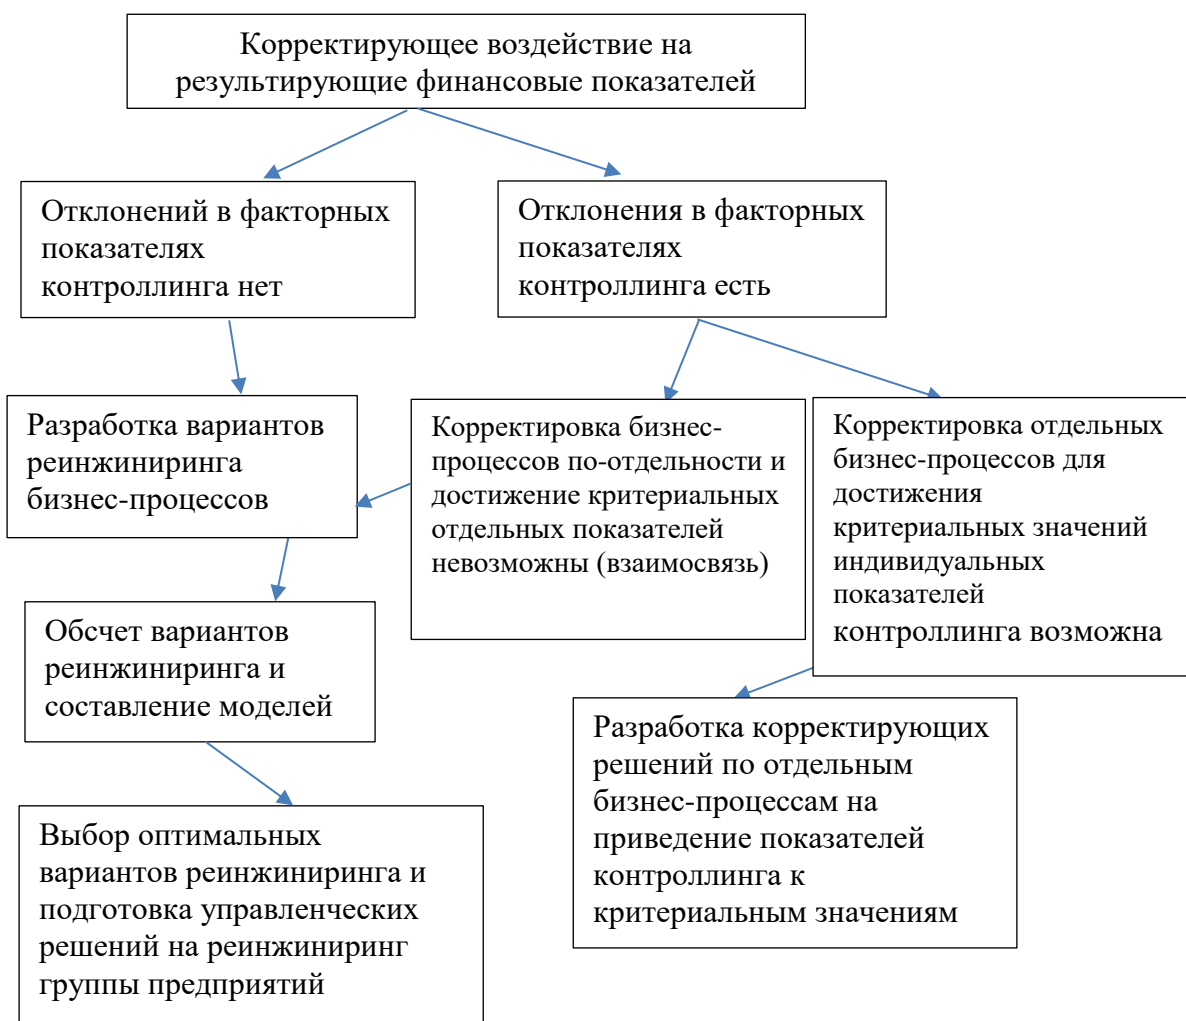 Корректирующее воздействие на
результирующие финансовые показателей
Отклонений в факторных
показателях
контроллинга нет
Отклонения в факторных
показателях
контроллинга есть
Разработка вариантов
реинжиниринга
бизнес-процессов
Корректировка бизнес-
процессов по-отдельности и
достижение критериальных
отдельных показателей
невозможны (взаимосвязь)
Корректировка отдельных
бизнес-процессов для
достижения
критериальных значений
индивидуальных
показателей
контроллинга возможна
Обсчет вариантов
реинжиниринга и
составление моделей
Разработка корректирующих
решений по отдельным
бизнес-процессам на
приведение показателей
контроллинга к
критериальным значениям
Выбор оптимальных
вариантов реинжиниринга и
подготовка управленческих
решений на реинжиниринг
группы предприятий